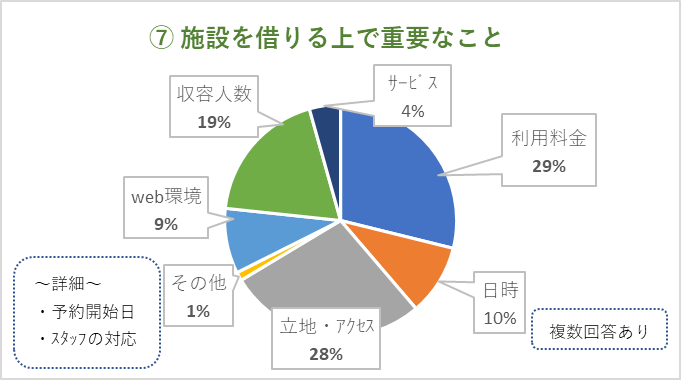 ⑦ 施設を借りる上で重要なこと
ｻｰﾋﾞｽ
4%
収容人数
19%
利用料金
29%
web環境
9%
～詳細～
・予約開始日
・ｽﾀｯﾌの対応
その他
1%
立地・ｱｸｾｽ
28%
日時
10%
複数回答あり